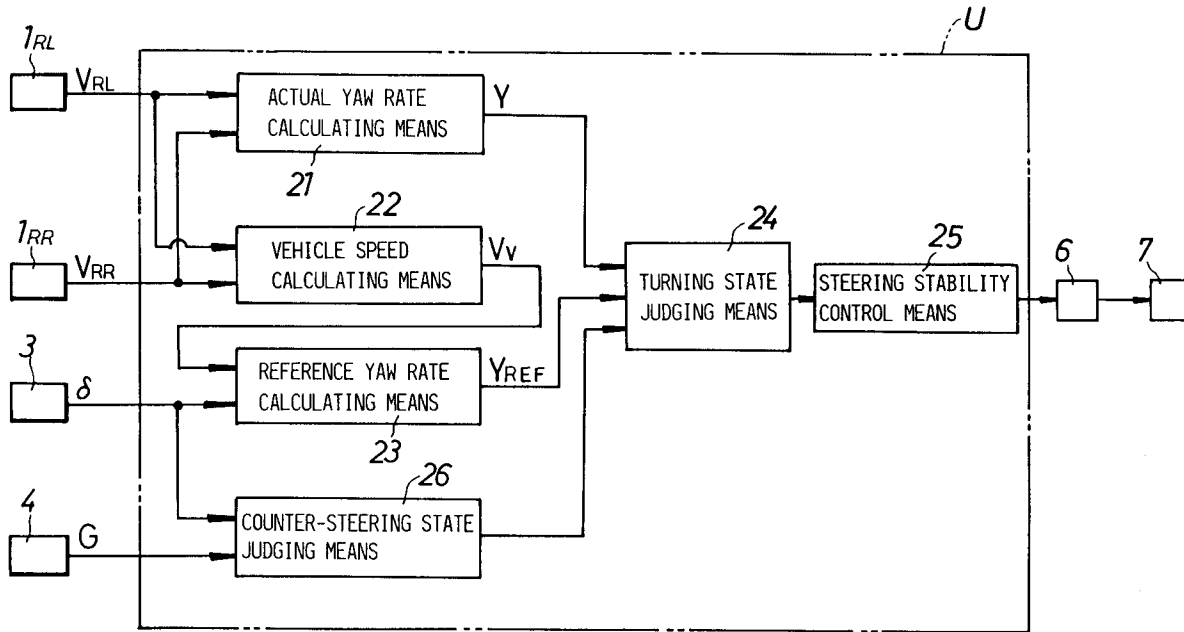 U
1RL
VRL
ACTUAL YAW RATE
CALCULATING MEANS
21
Y
1RR
VRR
22
VEHICLE SPEED
CALCULATING MEANS
Vv
24
TURNING STATE
JUDGING MEANS
25
STEERING STABILITY
CONTROL MEANS
6
7
3
δ
REFERENCE YAW RATE
CALCULATING MEANS
23
YREF
26
4
G
COUNTER-STEERING STATE
JUDGING MEANS